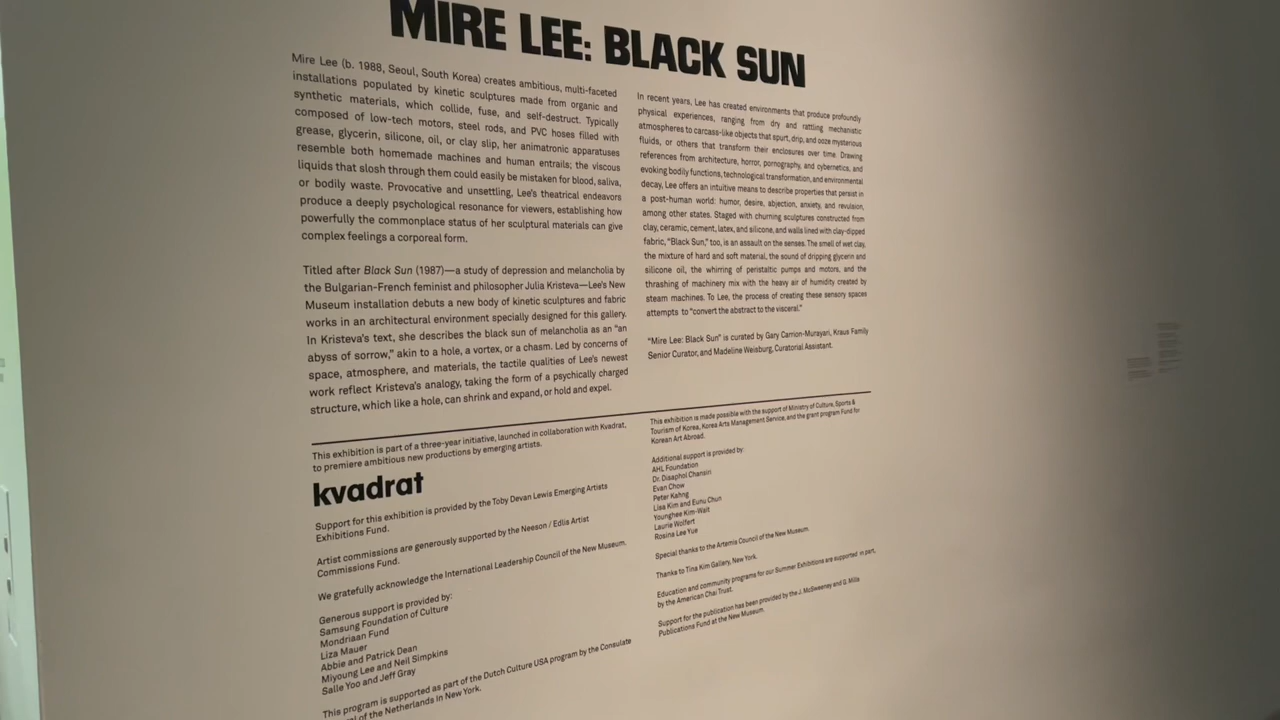 MIRE LEE: BLACK SUN
Mire Lee (b. 1988, Seoul, South Korea) creates ambitious, multi-faceted
installations populated by kinetic sculptures made from organic and
synthetic materials, which collide, fuse, and self-destruct. Typically
composed of low-tech motors, steel rods, and PVC hoses filled with
grease, glycerin, silicone, oil, or clay slip, her animatronic apparatuses
resemble both homemade machines and human entrails; the viscous
liquids that slosh through them could easily be mistaken for blood, saliva,
or bodily waste. Provocative and unsettling, Lee's theatrical endeavors
produce a deeply psychological resonance for viewers, establishing how
powerfully the commonplace status of her sculptural materials can give
complex feelings a corporeal form.
Titled after Black Sun (1987)—a study of depression and melancholia by
the Bulgarian-French feminist and philosopher Julia Kristeva—Lee's New
Museum installation debuts a new body of kinetic sculptures and fabric
works in an architectural environment specially designed for this gallery.
In Kristeva's text, she describes the black sun of melancholia as an "an
abyss of sorrow," akin to a hole, a vortex, or a chasm. Led by concerns of
space, atmosphere, and materials, the tactile qualities of Lee's newest
work reflect Kristeva's analogy, taking the form of a psychically charged
structure, which like a hole, can shrink and expand, or hold and expel.
In recent years, Lee has created environments that produce profoundly
physical experiences, ranging from dry and rattling mechanistic
atmospheres to carcass-like objects that spurt, drip, and ooze mysterious
fluids, or others that transform their enclosures over time. Drawing
references from architecture, horror, pornography, and cybernetics, and
evoking bodily functions, technological transformation, and environmental
decay, Lee offers an intuitive means to describe properties that persist in
a post-human world: humor, desire, abjection, anxiety, and revulsion,
among other states. Staged with churning sculptures constructed from
clay, ceramic, cement, latex, and silicone, and walls lined with clay-dipped
fabric, "Black Sun," too, is an assault on the senses. The smell of wet clay,
the mixture of hard and soft material, the sound of dripping glycerin and
silicone oil, the whirring of peristaltic pumps and motors, and the
thrashing of machinery mix with the heavy air of humidity created by
steam machines. To Lee, the process of creating these sensory spaces
attempts to "convert the abstract to the visceral."
"Mire Lee: Black Sun" is curated by Gary Carrion-Murayari, Kraus Family
Senior Curator, and Madeline Weisburg, Curatorial Assistant.
This exhibition is part of a three-year initiative, launched in collaboration with Kvadrat,
to premiere ambitious new productions by emerging artists.
kvadrat
Support for this exhibition is provided by the Toby Devan Lewis Emerging Artists
Exhibitions Fund.
Artist commissions are generously supported by the Neeson / Edlis Artist
Commissions Fund.
We gratefully acknowledge the International Leadership Council of the New Museum.
Generous support is provided by:
Samsung Foundation of Culture
Mondriaan Fund
Liza Mauer
Abbie and Patrick Dean
Miyoung Lee and Neil Simpkins
Salle Yoo and Jeff Gray
This program is supported as part of the Dutch Culture USA program by the Consulate
of the Netherlands in New York.
This exhibition is made possible with the support of Ministry of Culture, Sports &
Tourism of Korea, Korea Arts Management Service, and the grant program Fund for
Korean Art Abroad.
Additional support is provided by:
AHL Foundation
Dr. Disaphol Chansiri
Evan Chow
Peter Kahng
Lisa Kim and Eunu Chun
Younghee Kim-Wait
Laurie Wolfert
Rosina Lee Yue
Special thanks to the Artemis Council of the New Museum.
Thanks to Tina Kim Gallery, New York.
Education and community programs for our Summer Exhibitions are supported in part,
by the American Chai Trust.
Support for the publication has been provided by the J. McSweeney and G. Mills
Publications Fund at the New Museum.